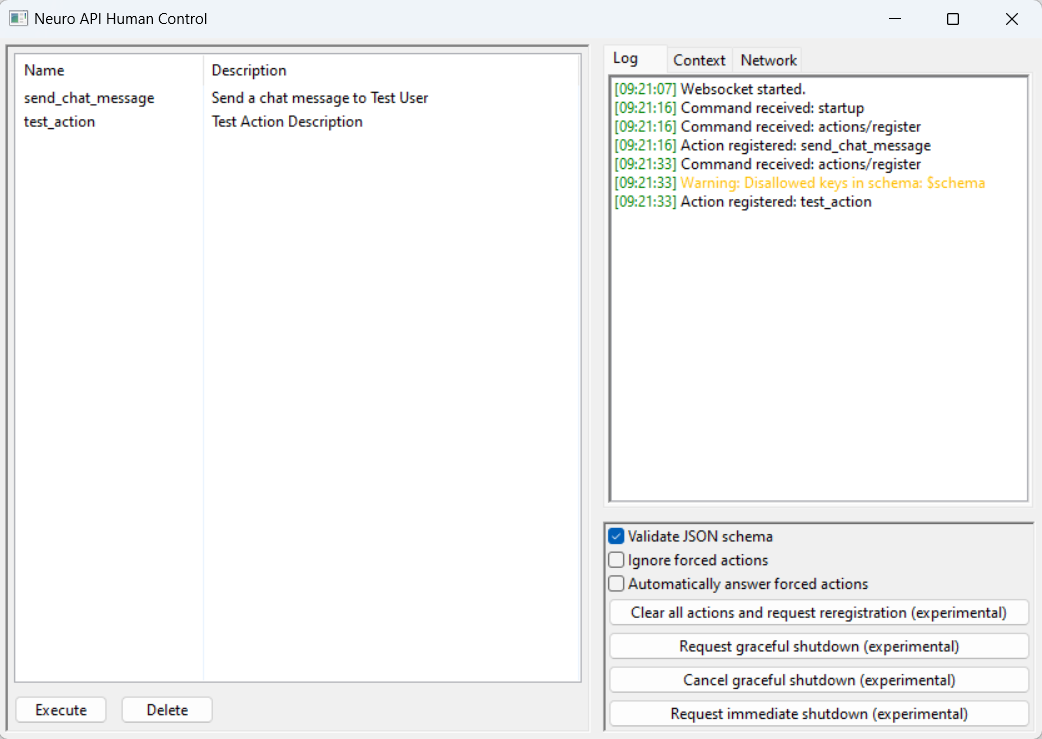 Neuro API Human Control
Name Description
send_chat_message Send a chat message to Test User
test_action Test Action Description
Execute Delete
Log Context Network
[09:21:07] Websocket started.
[09:21:16] Command received: startup
[09:21:16] Command received: actions/register
[09:21:16] Action registered: send_chat_message
[09:21:33] Command received: actions/register
[09:21:33] Warning: Disallowed keys in schema: $schema
[09:21:33] Action registered: test_action
Validate JSON schema
Ignore forced actions
Automatically answer forced actions
Clear all actions and request reregistration (experimental)
Request graceful shutdown (experimental)
Cancel graceful shutdown (experimental)
Request immediate shutdown (experimental)